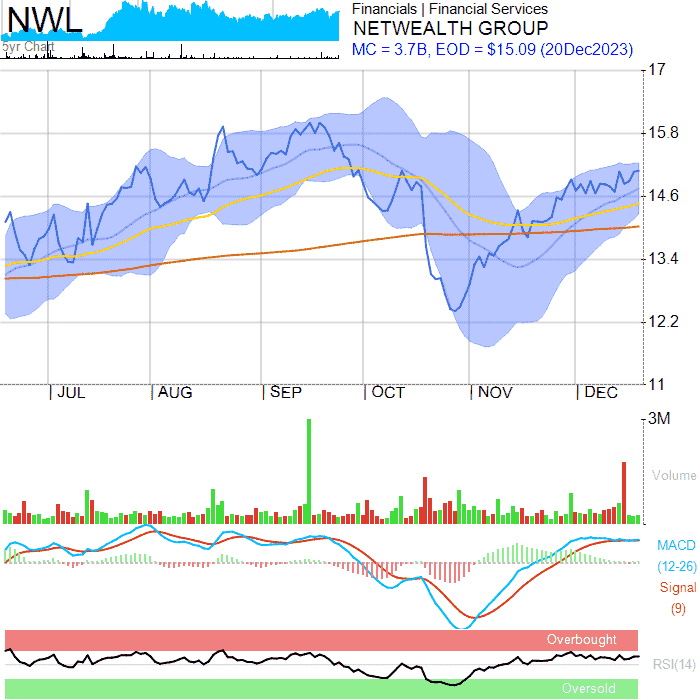 NWL
5yr Chart
Financials | Financial Services
NETWEALTH GROUP
MC = 3.7B, EOD = $15.09 (20Dec2023)
17
15.8
14.6
13.4
12.2
11
JUL AUG SEP OCT NOV DEC
3M
Volume
MACD
(12-26)
Signal
(9)
Overbought
RSI(14)
Oversold